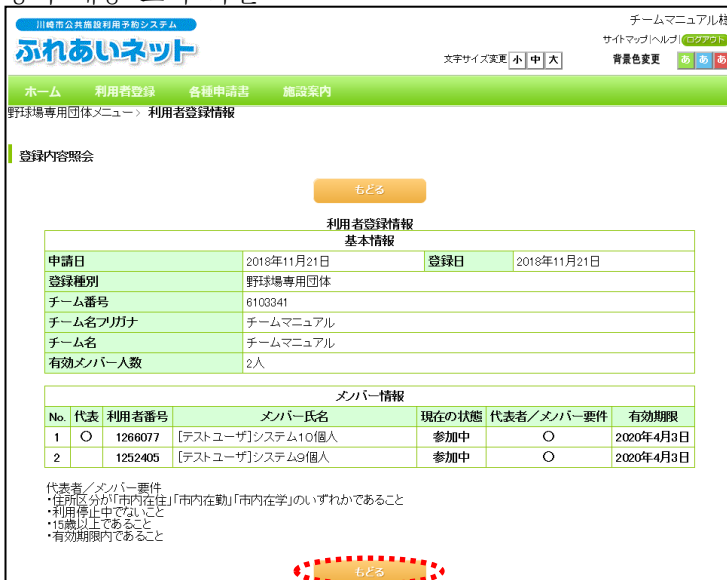 川崎市公共施設利用予約システム
ふれあいネット
チームマニュアル様
サイトマップ|ヘルプ|ログアウト
文字サイズ変更 小 中 大 背景色変更 あ あ あ
ホーム 利用者登録 各種申請書 施設案内
野球場専用団体メニュー> 利用者登録情報
登録内容照会
もどる
利用者登録情報
基本情報
申請日 2018年11月21日 登録日 2018年11月21日
登録種別 野球場専用団体
チーム番号 6103341
チーム名フリガナ チームマニュアル
チーム名 チームマニュアル
有効メンバー人数 2人
メンバー情報
No. 代表 利用者番号 メンバー氏名 現在の状態 代表者／メンバー要件 有効期限
1 ○ 1266077 [テストユーザ]システム10個人 参加中 ○ 2020年4月3日
2 1252405 [テストユーザ]システム9個人 参加中 ○ 2020年4月3日
代表者／メンバー要件
・住所区分が「市内在住」「市内在勤」「市内在学」のいずれかであること
・利用停止中でないこと
・15歳以上であること
・有効期限内であること
もどる